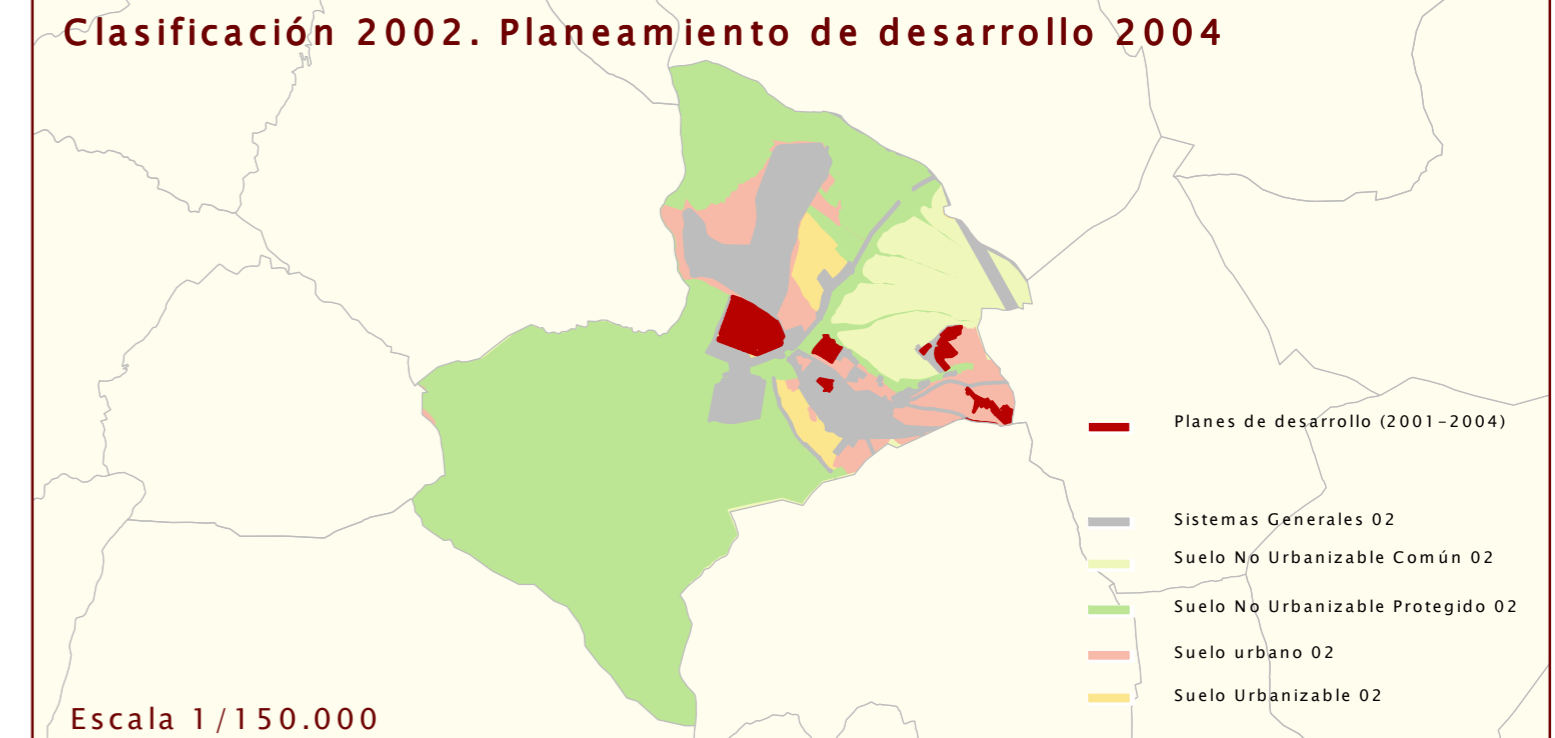 Clasificación 2002. Planeamiento de desarrollo 2004
Planes de desarrollo (2001-2004)
Sistemas Generales 02
Suelo No Urbanizable Común 02
Suelo No Urbanizable Protegido 02
Suelo urbano 02
Suelo Urbanizable 02
Escala 1/150.000